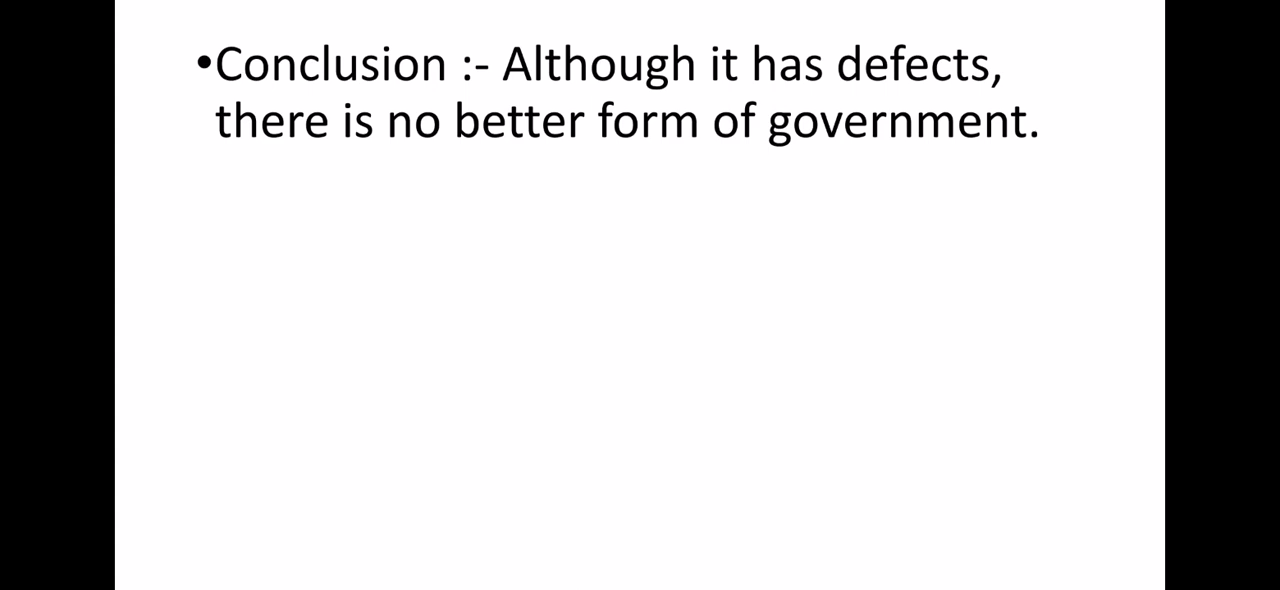 •Conclusion :- Although it has defects,
there is no better form of government.